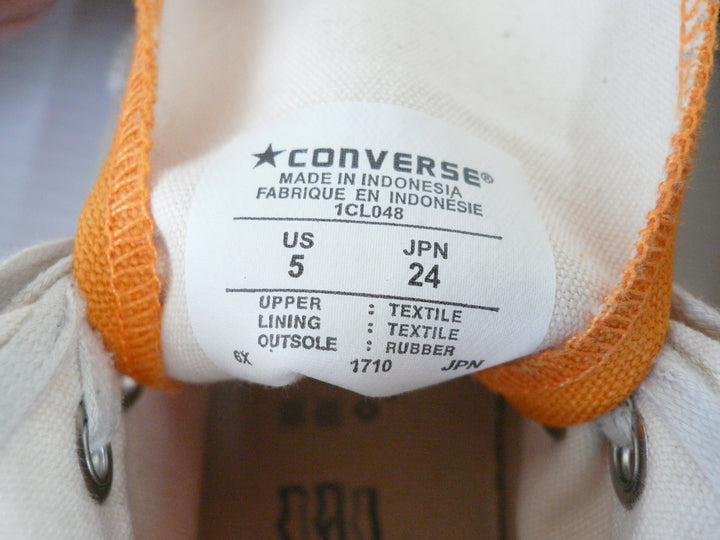 ★CONVERSE®
MADE IN INDONESIA
FABRIQUE EN INDONÉSIE
1CL048
US JPN
5 24
UPPER : TEXTILE
LINING : TEXTILE
OUTSOLE : RUBBER
6X 1710 JPN